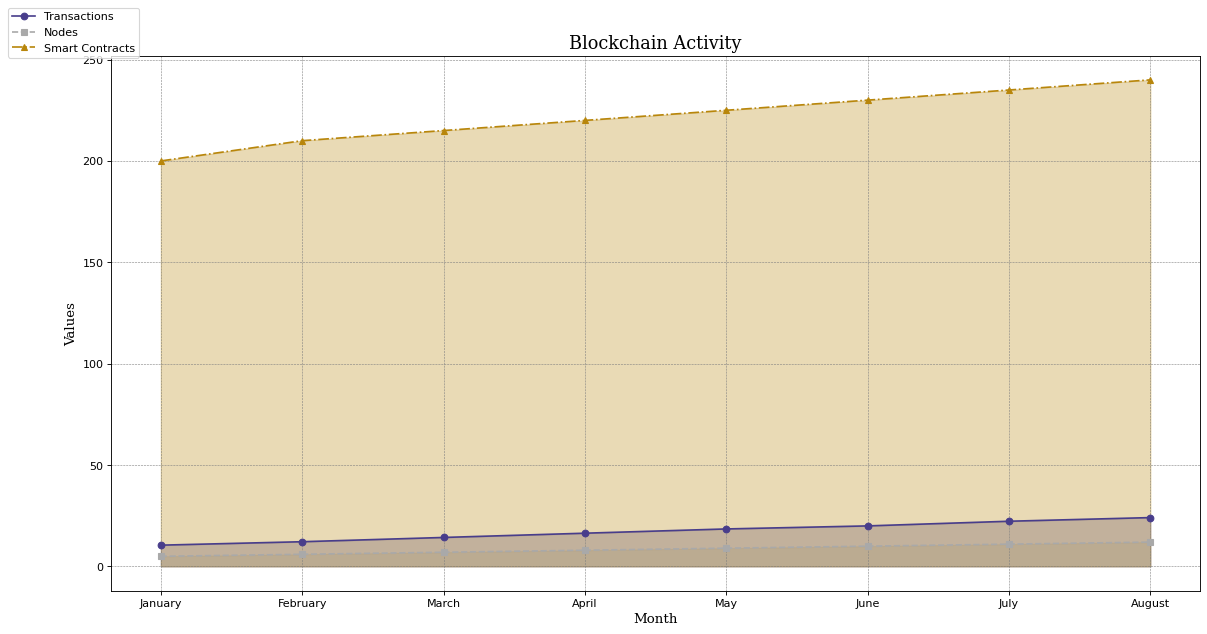 Transactions
Nodes
Smart Contracts
Blockchain Activity
250
200
150
100
50
0
Values
January February March April May June July August
Month